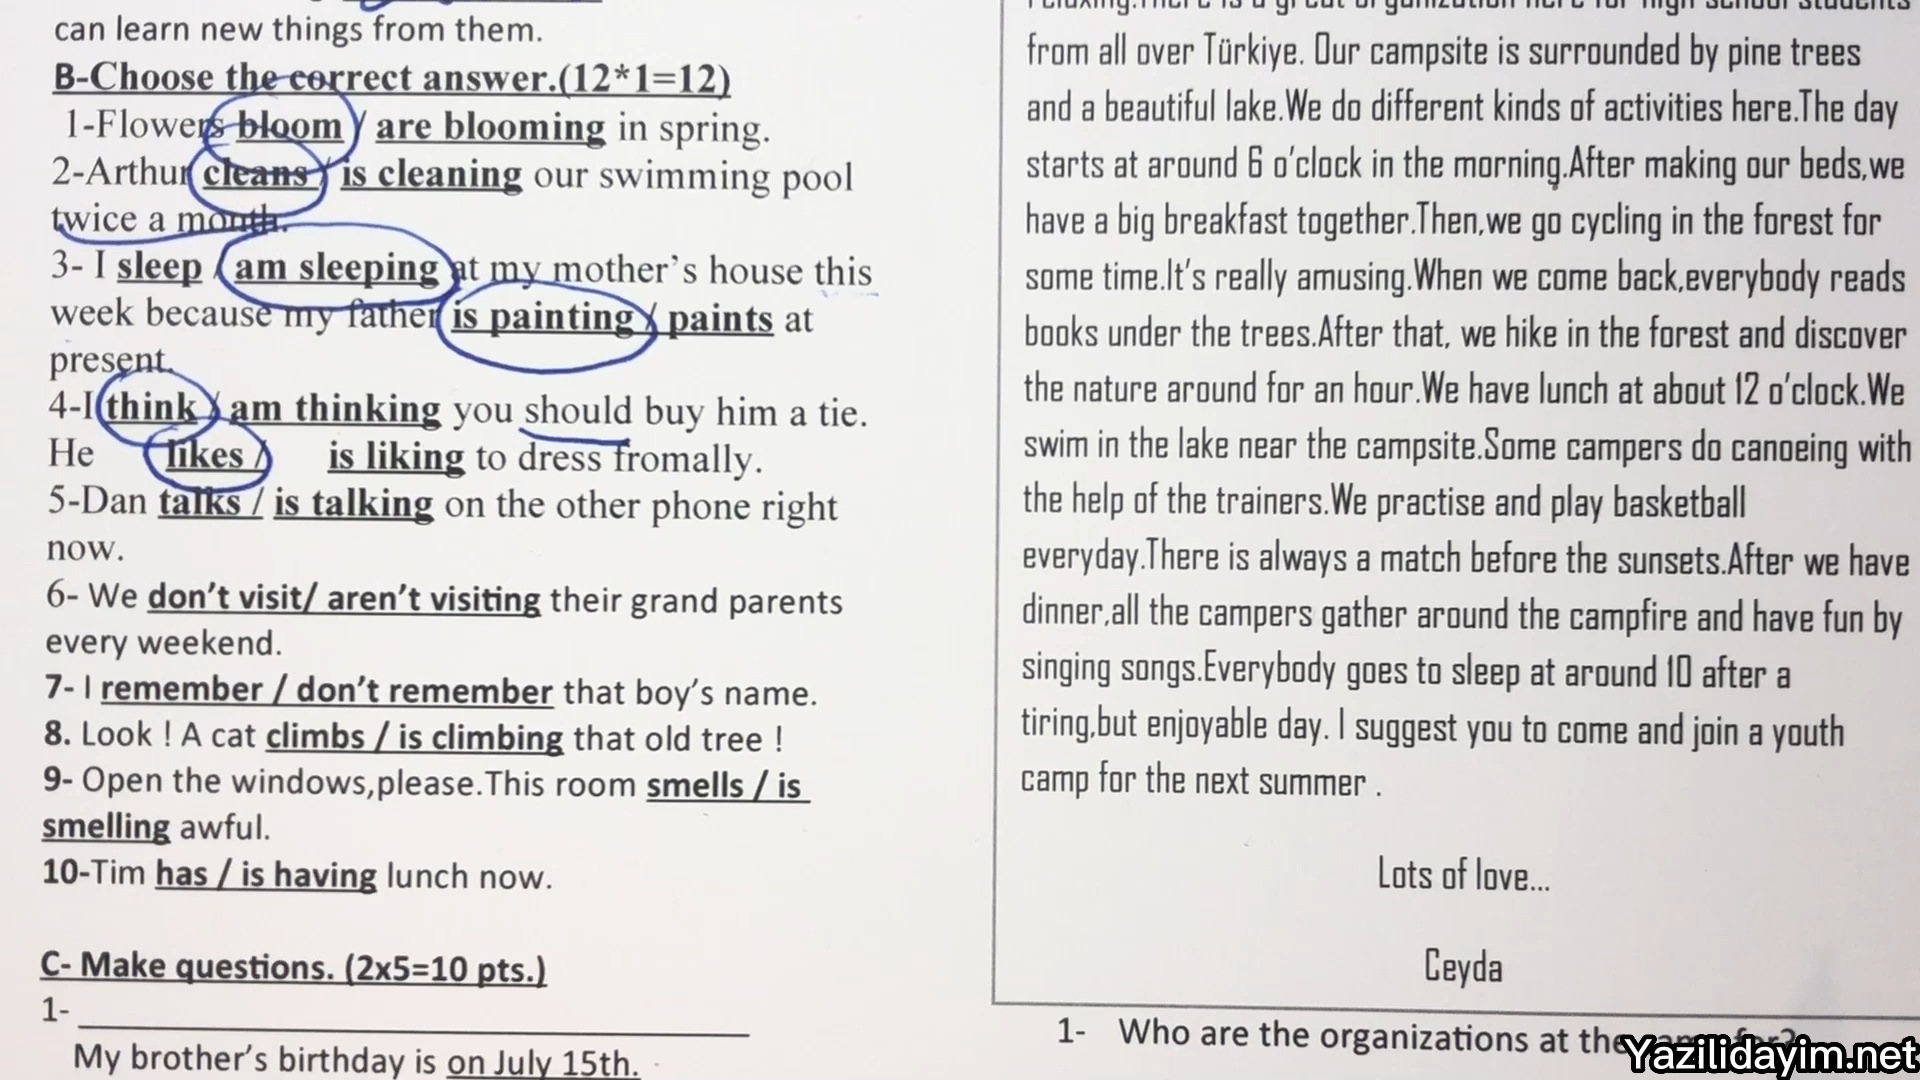 can learn new things from them.
B-Choose the correct answer.(12*1=12)
1-Flowers bloom / are blooming in spring.
2-Arthur cleans / is cleaning our swimming pool
twice a month.
3- I sleep / am sleeping at my mother's house this
week because my father is painting / paints at
present.
4-I think / am thinking you should buy him a tie.
He likes / is liking to dress fromally.
5-Dan talks / is talking on the other phone right
now.
6- We don't visit/ aren't visiting their grand parents
every weekend.
7- I remember / don't remember that boy's name.
8. Look ! A cat climbs / is climbing that old tree !
9- Open the windows,please.This room smells / is
smelling awful.
10-Tim has / is having lunch now.
C- Make questions. (2x5=10 pts.)
1-
My brother's birthday is on July 15th.
relaxing.There is a great organization here for high school students
from all over Türkiye. Our campsite is surrounded by pine trees
and a beautiful lake.We do different kinds of activities here.The day
starts at around 6 o'clock in the morning.After making our beds,we
have a big breakfast together.Then,we go cycling in the forest for
some time.It's really amusing.When we come back,everybody reads
books under the trees.After that, we hike in the forest and discover
the nature around for an hour.We have lunch at about 12 o'clock.We
swim in the lake near the campsite.Some campers do canoeing with
the help of the trainers.We practise and play basketball
everyday.There is always a match before the sunsets.After we have
dinner,all the campers gather around the campfire and have fun by
singing songs.Everybody goes to sleep at around 10 after a
tiring,but enjoyable day. I suggest you to come and join a youth
camp for the next summer .
Lots of love...
Ceyda
1- Who are the organizations at the for?
Yazilidayim.net